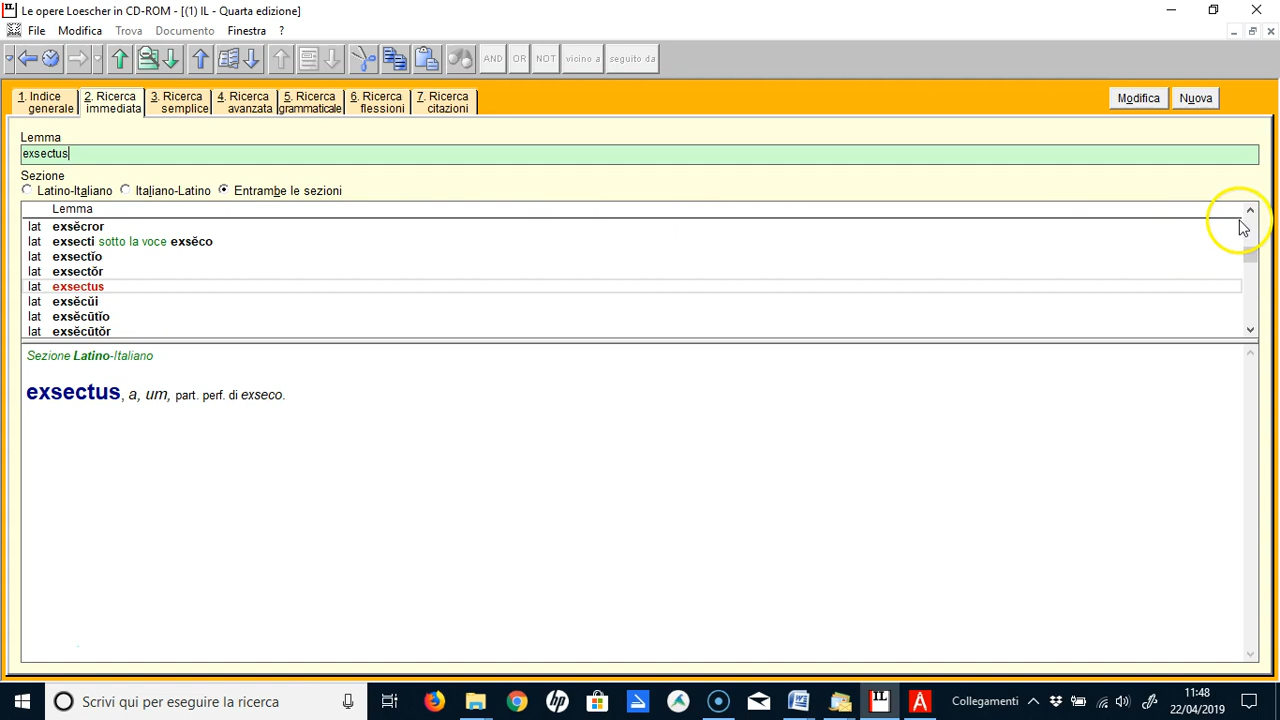 Le opere Loescher in CD-ROM - [(1) IL - Quarta edizione]
File Modifica Trova Documento Finestra ?
AND OR NOT vicino a seguito da
1. Indice generale 2. Ricerca immediata 3. Ricerca semplice 4. Ricerca avanzata 5. Ricerca grammaticale 6. Ricerca flessioni 7. Ricerca citazioni Modifica Nuova
Lemma
exsectus
Sezione
Latino-Italiano Italiano-Latino Entrambe le sezioni
Lemma
lat exsĕcror
lat exsecti sotto la voce exsĕco
lat exsectĭo
lat exsectŏr
lat exsectus
lat exsĕcŭi
lat exsĕcūtĭo
lat exsĕcūtŏr
Sezione Latino-Italiano
exsectus, a, um, part. perf. di exseco.
Scrivi qui per eseguire la ricerca
Collegamenti
11:48
22/04/2019